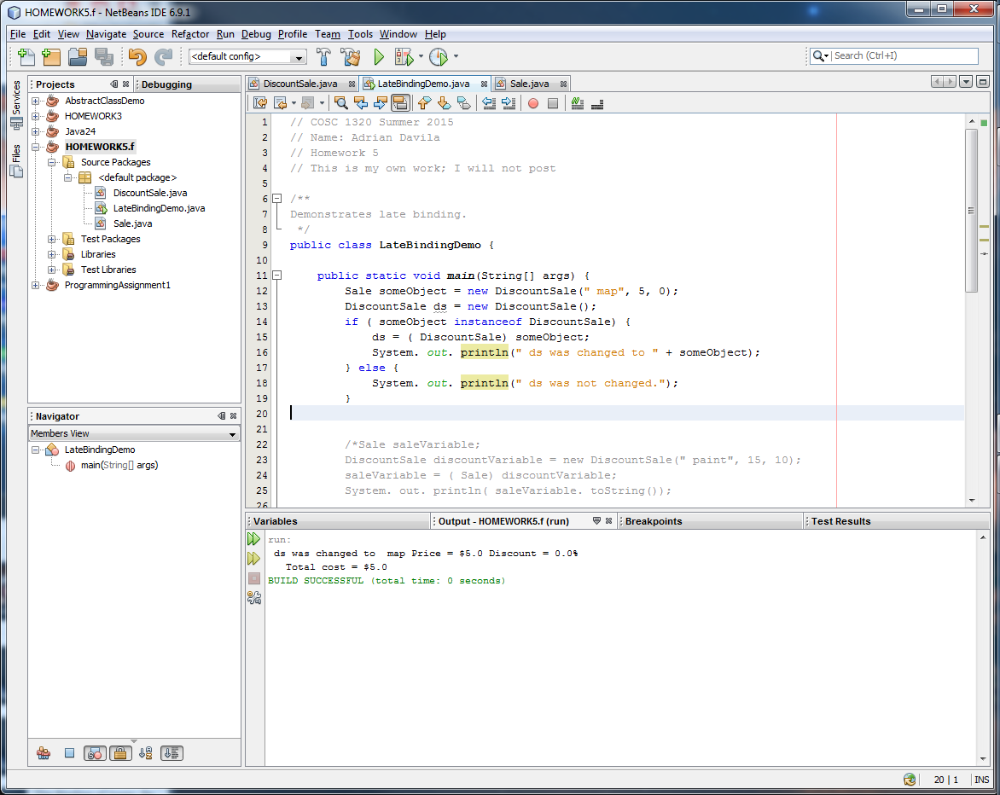 HOMEWORK5.f - NetBeans IDE 6.9.1
File Edit View Navigate Source Refactor Run Debug Profile Team Tools Window Help
<default config>
Search (Ctrl+I)
Services
Files
Projects
Debugging
AbstractClassDemo
HOMEWORK3
Java24
HOMEWORK5.f
Source Packages
<default package>
DiscountSale.java
LateBindingDemo.java
Sale.java
Test Packages
Libraries
Test Libraries
ProgrammingAssignment1
Navigator
Members View
LateBindingDemo
main(String[] args)
DiscountSale.java LateBindingDemo.java Sale.java
1 // COSC 1320 Summer 2015
2 // Name: Adrian Davila
3 // Homework 5
4 // This is my own work; I will not post
5
6 /**
7 Demonstrates late binding.
8 */
9 public class LateBindingDemo {
10
11 public static void main(String[] args) {
12 Sale someObject = new DiscountSale(" map", 5, 0);
13 DiscountSale ds = new DiscountSale();
14 if ( someObject instanceof DiscountSale) {
15 ds = ( DiscountSale) someObject;
16 System. out. println(" ds was changed to " + someObject);
17 } else {
18 System. out. println(" ds was not changed.");
19 }
20
21
22 /*Sale saleVariable;
23 DiscountSale discountVariable = new DiscountSale(" paint", 15, 10);
24 saleVariable = ( Sale) discountVariable;
25 System. out. println( saleVariable. toString());
26
Variables
Output - HOMEWORK5.f (run)
Breakpoints
Test Results
run:
ds was changed to  map Price = $5.0 Discount = 0.0%
Total cost = $5.0
BUILD SUCCESSFUL (total time: 0 seconds)
20 | 1 INS